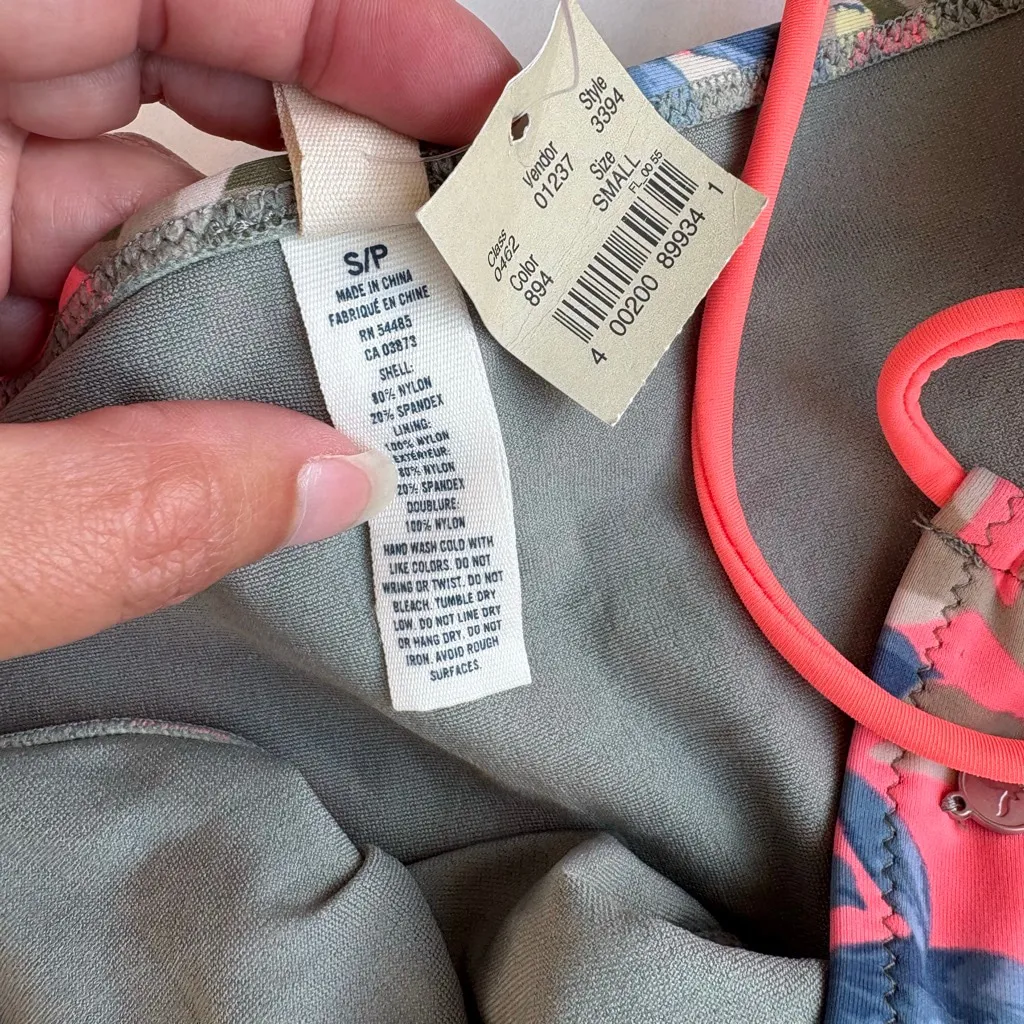 S/P
MADE IN CHINA
FABRIQUÉ EN CHINE
RN 54485
CA 03873
SHELL:
80% NYLON
20% SPANDEX
LINING:
100% NYLON
EXTÉRIEUR:
80% NYLON
20% SPANDEX
DOUBLURE:
100% NYLON
HAND WASH COLD WITH
LIKE COLORS. DO NOT
WRING OR TWIST. DO NOT
BLEACH. TUMBLE DRY
LOW. DO NOT LINE DRY
OR HANG DRY. DO NOT
IRON. AVOID ROUGH
SURFACES.
Vendor
01237
Style
3394
Class
0462
Size
SMALL
Color
894
FL 00 55
4 00200 89934 1